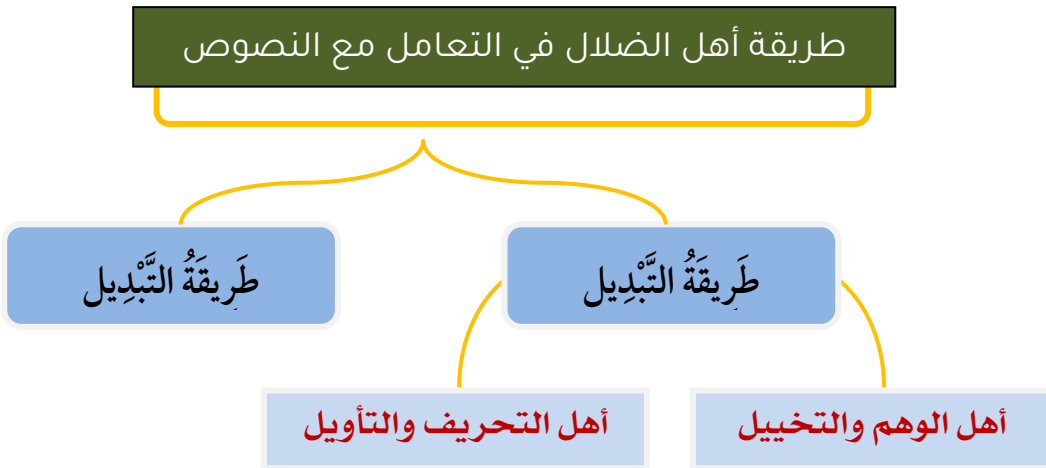 طريقة أهل الضلال في التعامل مع النصوص
طَرِيقَةُ التَّبْدِيل
طَرِيقَةُ التَّبْدِيل
أهل الوهم والتخييل
أهل التحريف والتأويل